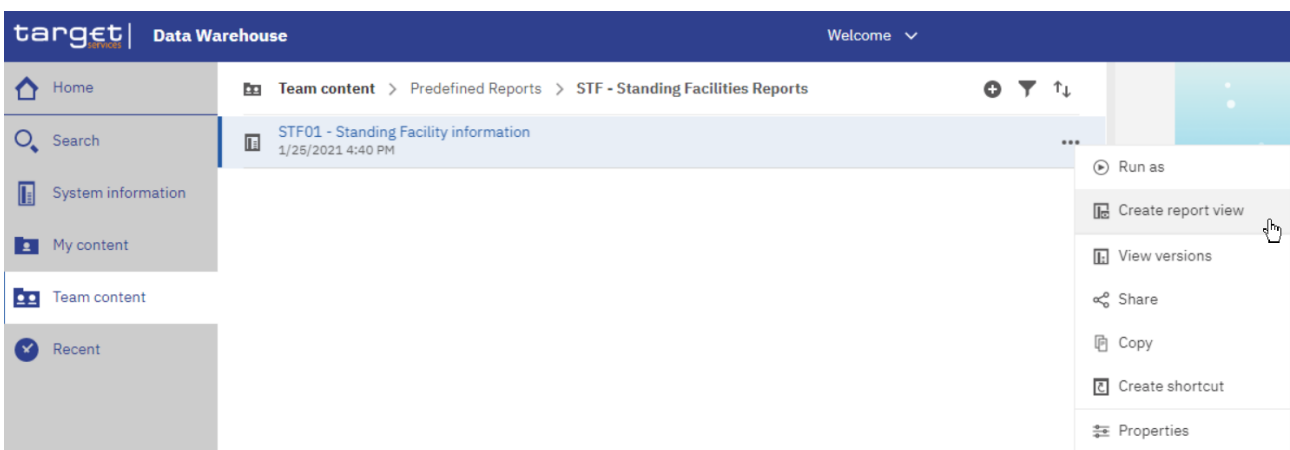 target services | Data Warehouse Welcome
Home
Team content > Predefined Reports > STF - Standing Facilities Reports
Search
STF01 - Standing Facility information
1/25/2021 4:40 PM
System information
My content
Team content
Recent
Run as
Create report view
View versions
Share
Copy
Create shortcut
Properties